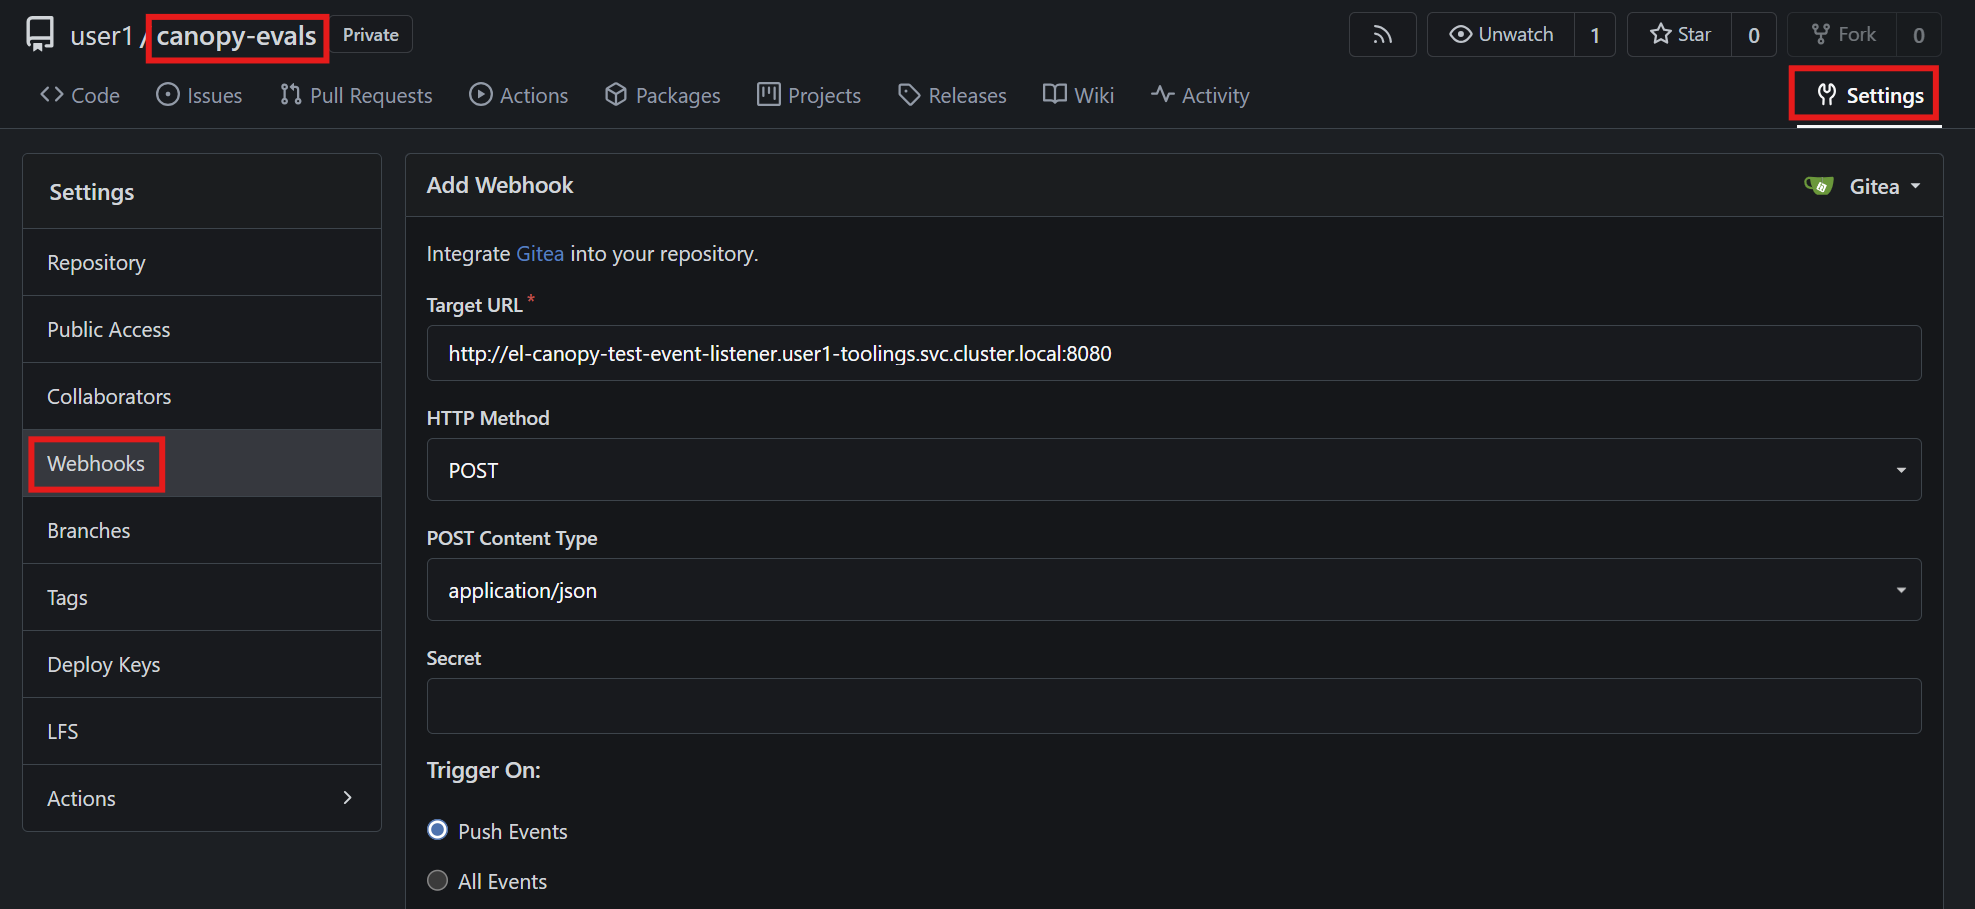 user1 / canopy-evals Private Unwatch 1 Star 0 Fork 0
Code Issues Pull Requests Actions Packages Projects Releases Wiki Activity Settings
Settings
Repository
Public Access
Collaborators
Webhooks
Branches
Tags
Deploy Keys
LFS
Actions
Add Webhook Gitea
Integrate Gitea into your repository.
Target URL *
http://el-canopy-test-event-listener.user1-toolings.svc.cluster.local:8080
HTTP Method
POST
POST Content Type
application/json
Secret
Trigger On:
Push Events
All Events